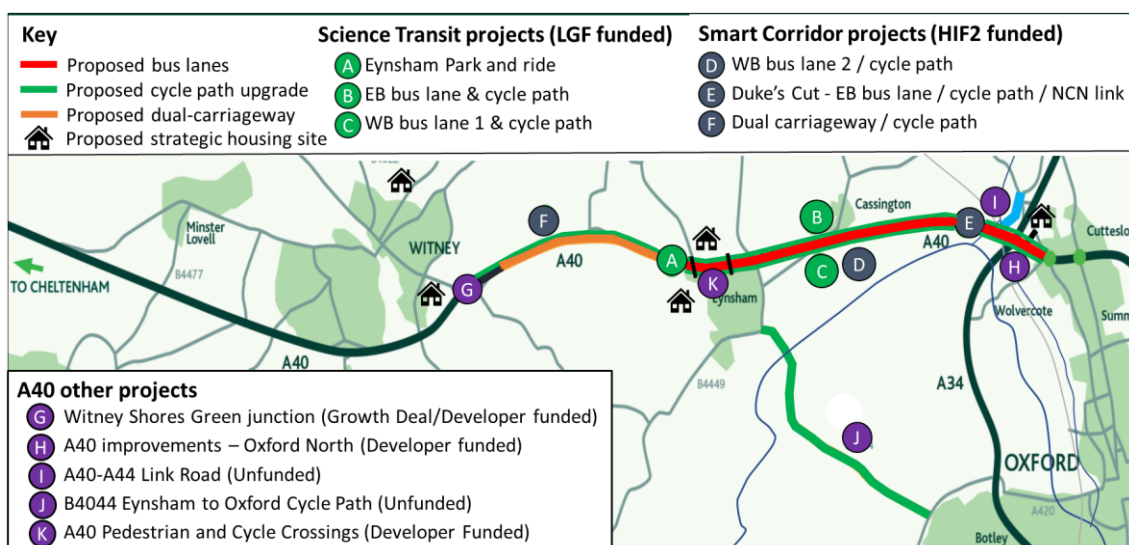 Key
Proposed bus lanes
Proposed cycle path upgrade
Proposed dual-carriageway
Proposed strategic housing site
Science Transit projects (LGF funded)
A Eynsham Park and ride
B EB bus lane & cycle path
C WB bus lane 1 & cycle path
Smart Corridor projects (HIF2 funded)
D WB bus lane 2 / cycle path
E Duke's Cut - EB bus lane / cycle path / NCN link
F Dual carriageway / cycle path
Minster
Lovell
B4477
WITNEY
TO CHELTENHAM
A40
G
F
A40
A
K
Eynsham
B4449
B
Cassington
C
D
A40
E
I
H
Cutteslo
Wolvercote
Summ
A34
J
OXFORD
A420
Botley
A40 other projects
G Witney Shores Green junction (Growth Deal/Developer funded)
H A40 improvements – Oxford North (Developer funded)
I A40-A44 Link Road (Unfunded)
J B4044 Eynsham to Oxford Cycle Path (Unfunded)
K A40 Pedestrian and Cycle Crossings (Developer Funded)